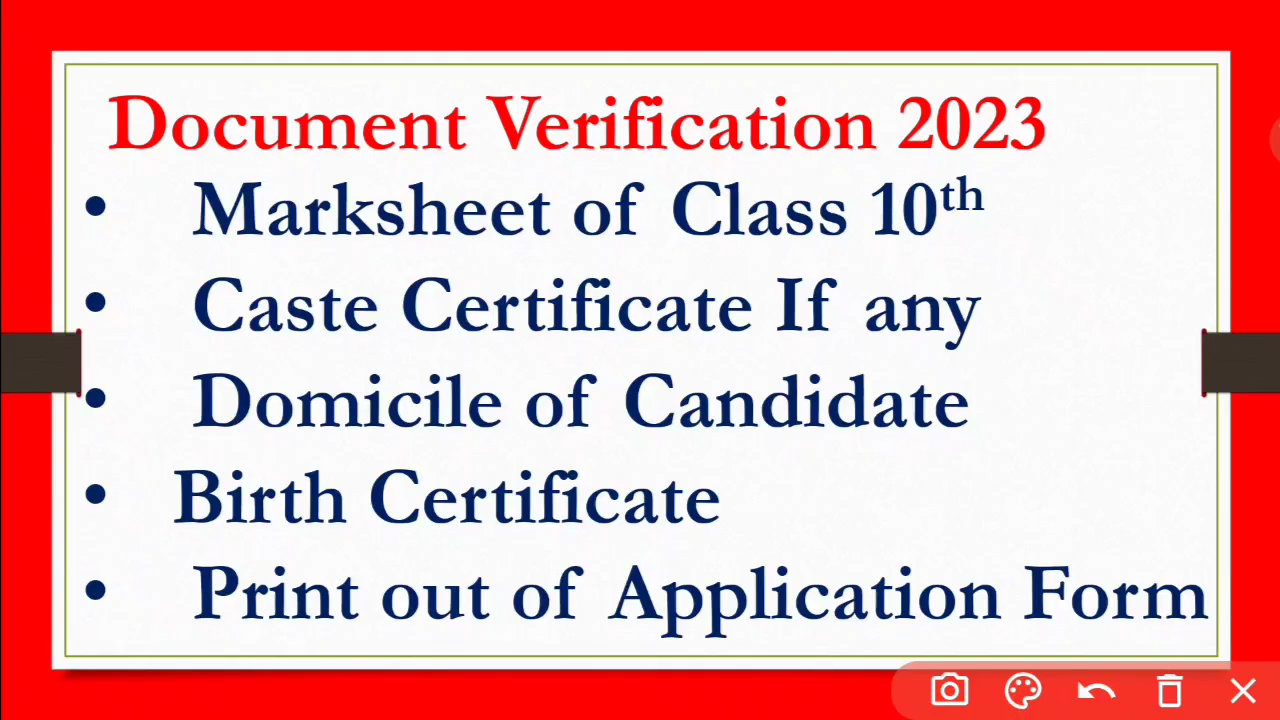 Document Verification 2023
• Marksheet of Class 10th
• Caste Certificate If any
• Domicile of Candidate
• Birth Certificate
• Print out of Application Form